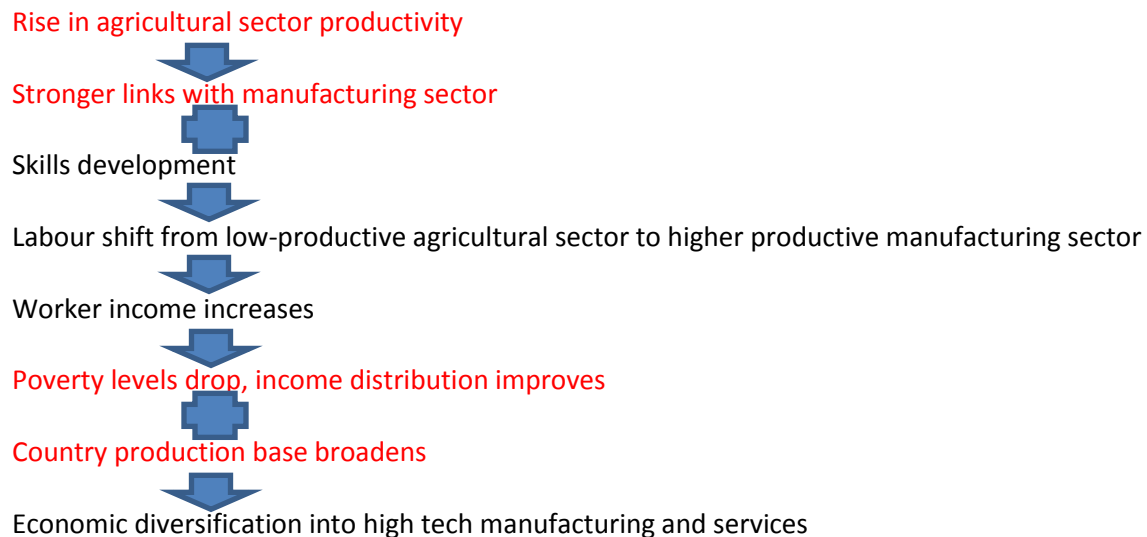 Rise in agricultural sector productivity
Stronger links with manufacturing sector
Skills development
Labour shift from low-productive agricultural sector to higher productive manufacturing sector
Worker income increases
Poverty levels drop, income distribution improves
Country production base broadens
Economic diversification into high tech manufacturing and services